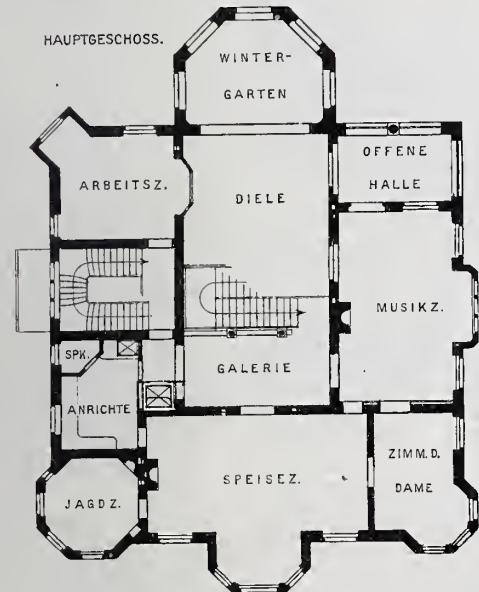 HAUPTGESCHOSS.
WINTER-
GARTEN
OFFENE
HALLE
ARBEITSZ.
DIELE
MUSIKZ.
SPK.
GALERIE
ANRICHTE
ZIMM. D.
DAME
SPEISEZ.
JAGDZ.